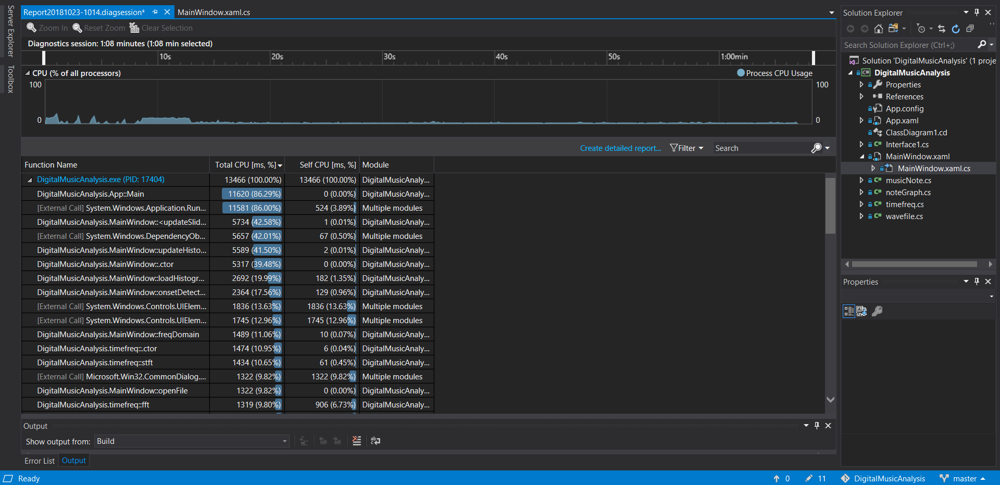 Server Explorer
Toolbox
Report20181023-1014.diagsession*
MainWindow.xaml.cs
Zoom In
Reset Zoom
Clear Selection
Diagnostics session: 1:08 minutes (1:08 min selected)
10s 20s 30s 40s 50s 1:00min
CPU (% of all processors)
Process CPU Usage
100 100
0 0
Create detailed report... Filter Search
Function Name Total CPU [ms, %] Self CPU [ms, %] Module
DigitalMusicAnalysis.exe (PID: 17404) 13466 (100.00%) 13466 (100.00%) DigitalMusicAnaly...
DigitalMusicAnalysis.App::Main 11620 (86.29%) 0 (0.00%) DigitalMusicAnaly...
[External Call] System.Windows.Application.Run... 11581 (86.00%) 524 (3.89%) Multiple modules
DigitalMusicAnalysis.MainWindow::<updateSlid... 5734 (42.58%) 1 (0.01%) DigitalMusicAnaly...
[External Call] System.Windows.DependencyOb... 5657 (42.01%) 67 (0.50%) Multiple modules
DigitalMusicAnalysis.MainWindow::updateHisto... 5589 (41.50%) 2 (0.01%) DigitalMusicAnaly...
DigitalMusicAnalysis.MainWindow::.ctor 5317 (39.48%) 0 (0.00%) DigitalMusicAnaly...
DigitalMusicAnalysis.MainWindow::loadHistogr... 2692 (19.99%) 182 (1.35%) DigitalMusicAnaly...
DigitalMusicAnalysis.MainWindow::onsetDetect... 2364 (17.56%) 129 (0.96%) DigitalMusicAnaly...
[External Call] System.Windows.Controls.UIElem... 1836 (13.63%) 1836 (13.63%) Multiple modules
[External Call] System.Windows.Controls.UIElem... 1745 (12.96%) 1745 (12.96%) Multiple modules
DigitalMusicAnalysis.MainWindow::freqDomain 1489 (11.06%) 10 (0.07%) DigitalMusicAnaly...
DigitalMusicAnalysis.timefreq::.ctor 1474 (10.95%) 6 (0.04%) DigitalMusicAnaly...
DigitalMusicAnalysis.timefreq::stft 1434 (10.65%) 61 (0.45%) DigitalMusicAnaly...
[External Call] Microsoft.Win32.CommonDialog.... 1322 (9.82%) 1322 (9.82%) Multiple modules
DigitalMusicAnalysis.MainWindow::openFile 1322 (9.82%) 0 (0.00%) DigitalMusicAnaly...
DigitalMusicAnalysis.timefreq::fft 1319 (9.80%) 906 (6.73%) DigitalMusicAnaly...
Output
Show output from: Build
Error List Output
Solution Explorer
Search Solution Explorer (Ctrl+;)
Solution 'DigitalMusicAnalysis' (1 proje
DigitalMusicAnalysis
Properties
References
App.config
App.xaml
ClassDiagram1.cd
Interface1.cs
MainWindow.xaml
MainWindow.xaml.cs
musicNote.cs
noteGraph.cs
timefreq.cs
wavefile.cs
Properties
Ready 0 11 DigitalMusicAnalysis master